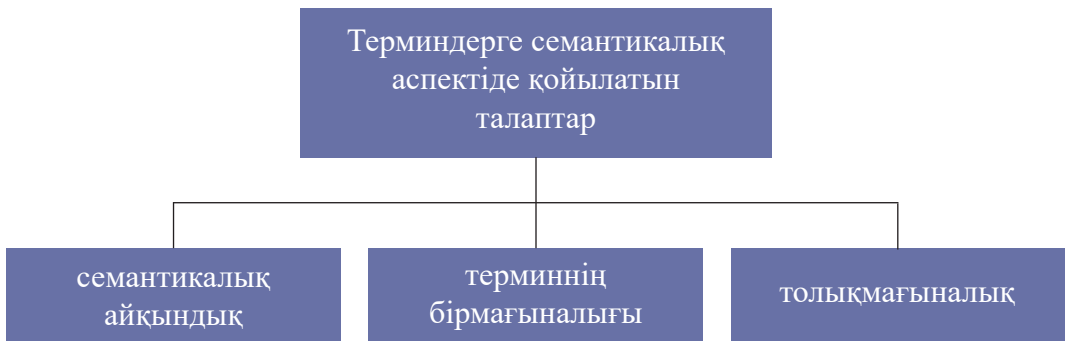 Терминдерге семантикалық
аспектіде қойылатын
талаптар
семантикалық
айқындық
терминнің
бірмағыналығы
толықмағыналық